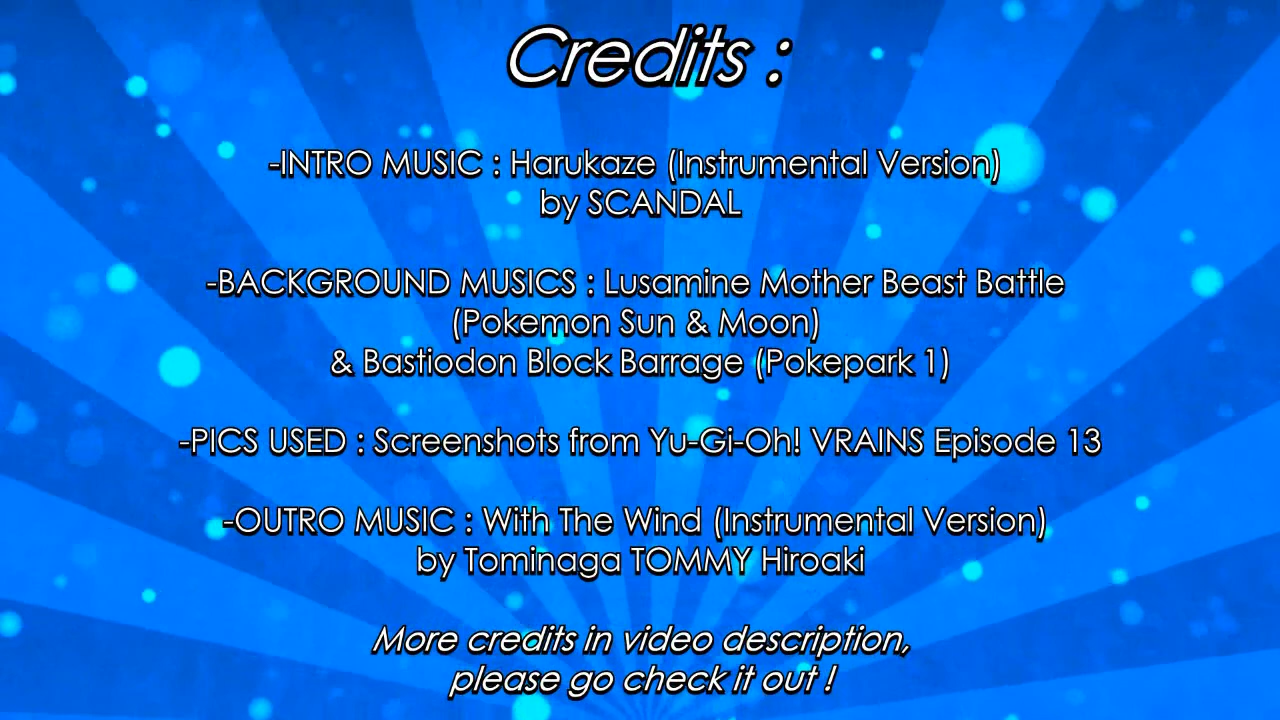 Credits :
-INTRO MUSIC : Harukaze (Instrumental Version)
by SCANDAL
-BACKGROUND MUSICS : Lusamine Mother Beast Battle
(Pokemon Sun & Moon)
& Bastiodon Block Barrage (Pokepark 1)
-PICS USED : Screenshots from Yu-Gi-Oh! VRAINS Episode 13
-OUTRO MUSIC : With The Wind (Instrumental Version)
by Tominaga TOMMY Hiroaki
More credits in video description,
please go check it out !